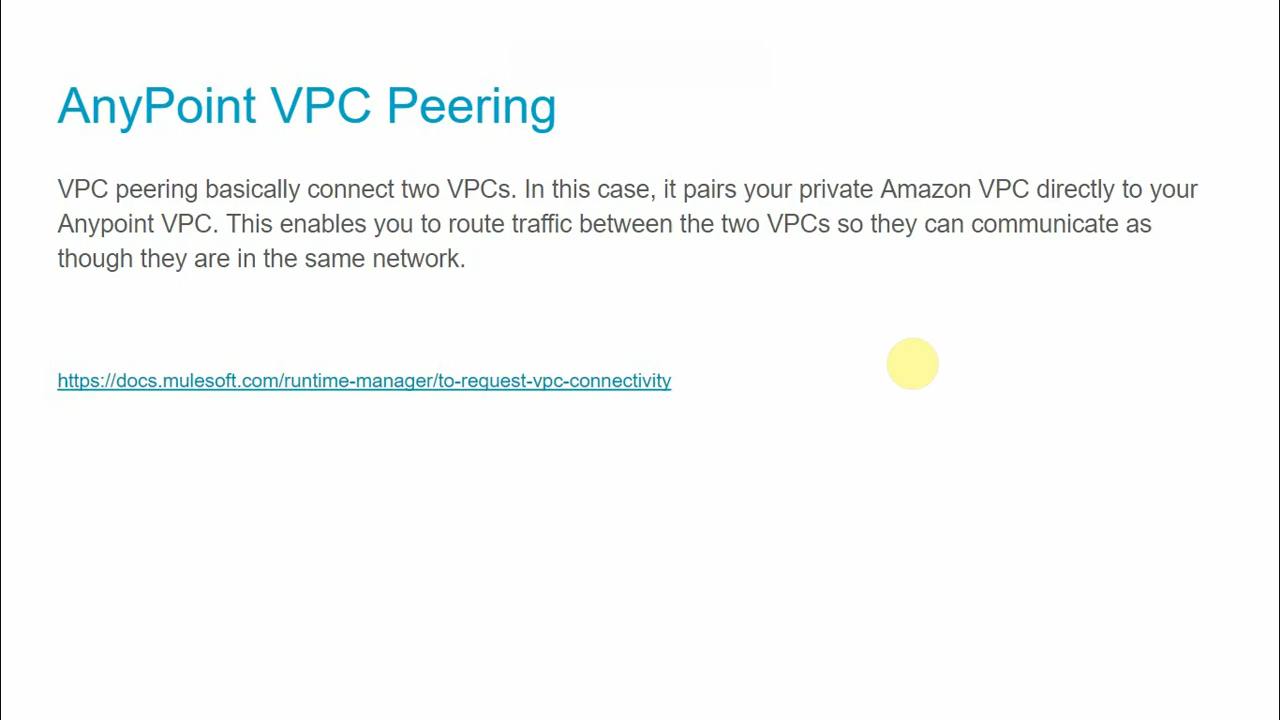 AnyPoint VPC Peering
VPC peering basically connect two VPCs. In this case, it pairs your private Amazon VPC directly to your
Anypoint VPC. This enables you to route traffic between the two VPCs so they can communicate as
though they are in the same network.
https://docs.mulesoft.com/runtime-manager/to-request-vpc-connectivity